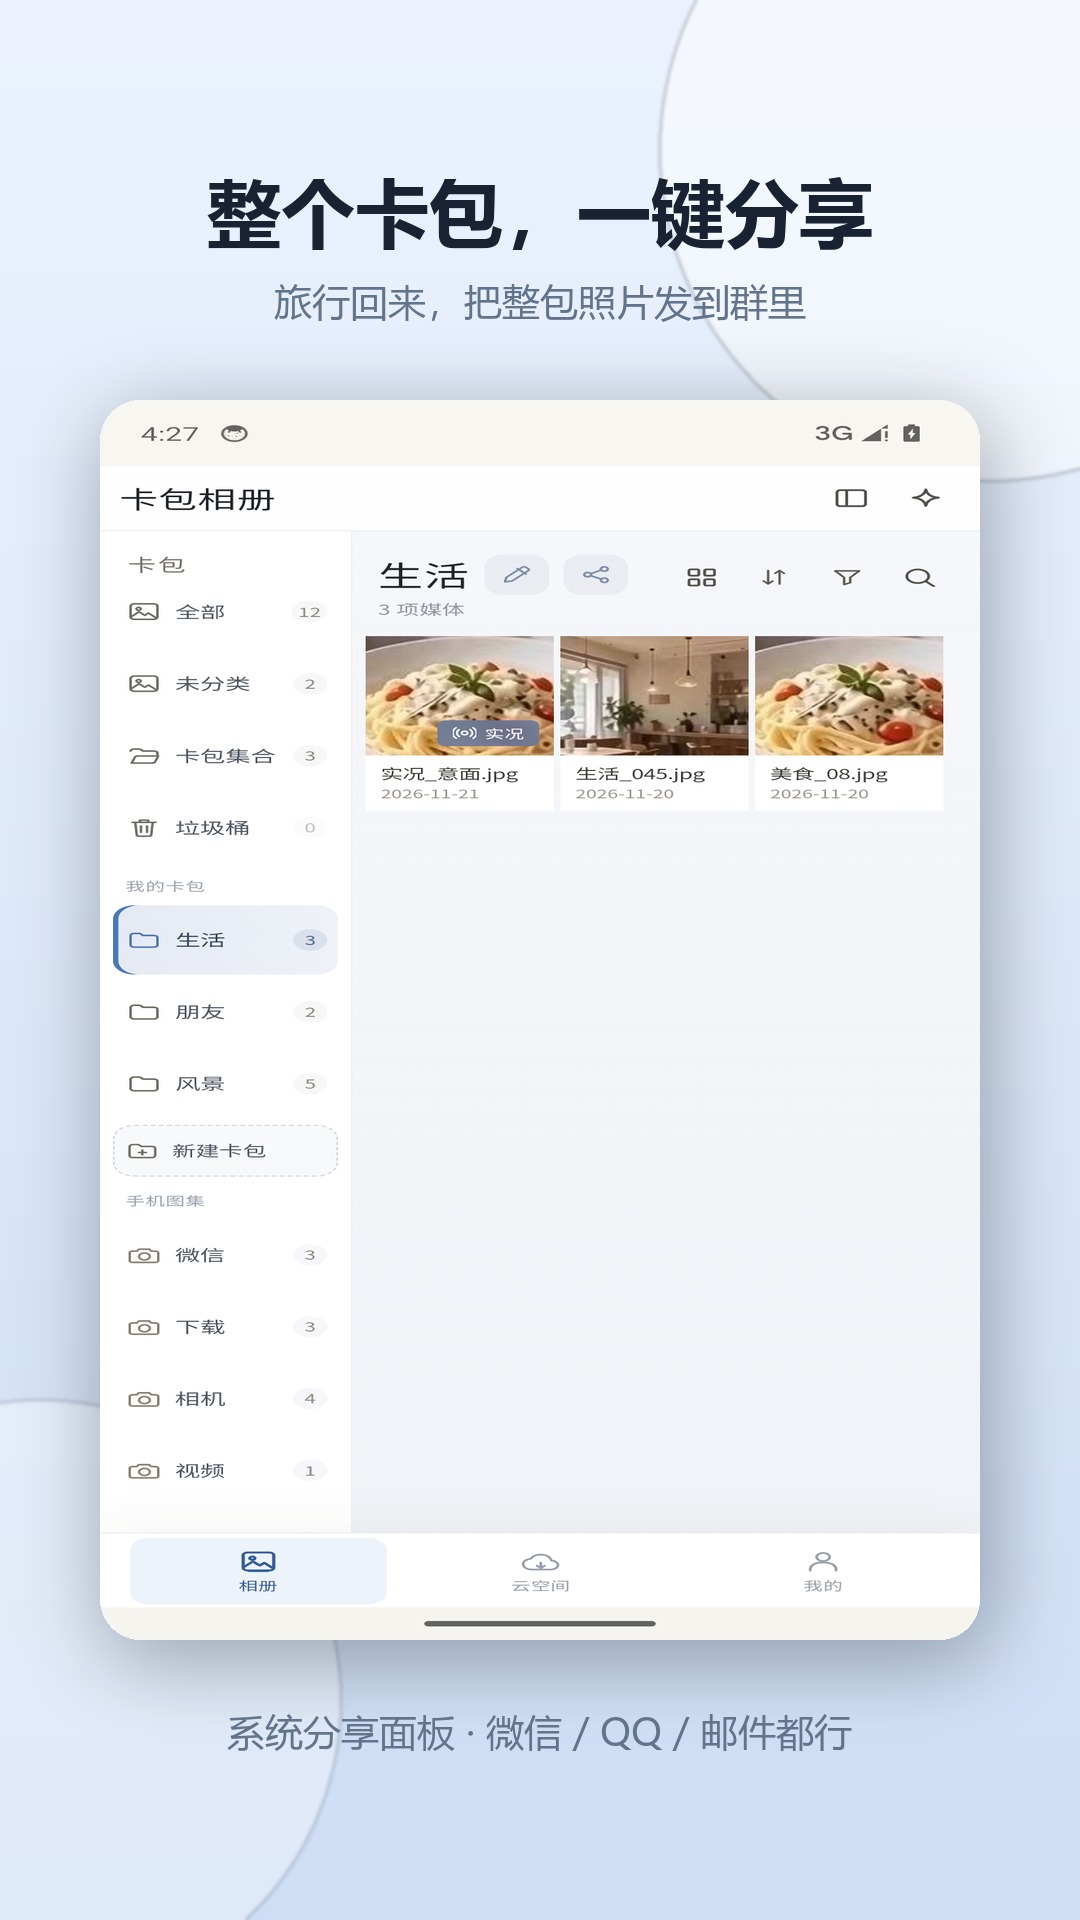 整个卡包，一键分享
旅行回来，把整包照片发到群里
4:27
3G
卡包相册
卡包
全部 12
未分类 2
卡包集合 3
垃圾桶 0
我的卡包
生活 3
朋友 2
风景 5
新建卡包
手机图集
微信 3
下载 3
相机 4
视频 1
生活
3 项媒体
实况
实况_意面.jpg
2026-11-21
生活_045.jpg
2026-11-20
美食_08.jpg
2026-11-20
相册
云空间
我的
系统分享面板 · 微信 / QQ / 邮件都行